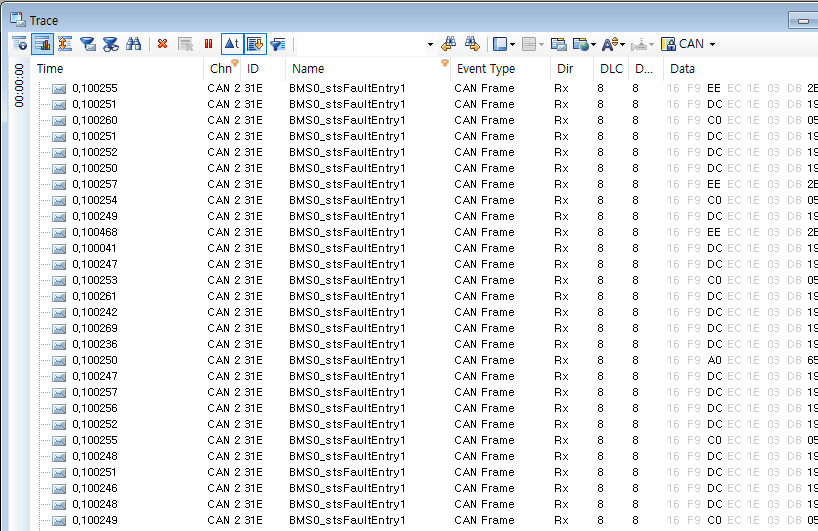 Trace
CAN
00:00:00
Time Chn ID Name Event Type Dir DLC D... Data
0,100255 CAN 2 31E BMS0_stsFaultEntry1 CAN Frame Rx 8 8 16 F9 EE EC 1E 03 DB 2E
0,100251 CAN 2 31E BMS0_stsFaultEntry1 CAN Frame Rx 8 8 16 F9 DC EC 1E 03 DB 19
0,100260 CAN 2 31E BMS0_stsFaultEntry1 CAN Frame Rx 8 8 16 F9 C0 EC 1E 03 DB 05
0,100251 CAN 2 31E BMS0_stsFaultEntry1 CAN Frame Rx 8 8 16 F9 DC EC 1E 03 DB 19
0,100252 CAN 2 31E BMS0_stsFaultEntry1 CAN Frame Rx 8 8 16 F9 DC EC 1E 03 DB 19
0,100250 CAN 2 31E BMS0_stsFaultEntry1 CAN Frame Rx 8 8 16 F9 DC EC 1E 03 DB 19
0,100257 CAN 2 31E BMS0_stsFaultEntry1 CAN Frame Rx 8 8 16 F9 EE EC 1E 03 DB 2E
0,100254 CAN 2 31E BMS0_stsFaultEntry1 CAN Frame Rx 8 8 16 F9 C0 EC 1E 03 DB 05
0,100249 CAN 2 31E BMS0_stsFaultEntry1 CAN Frame Rx 8 8 16 F9 DC EC 1E 03 DB 19
0,100468 CAN 2 31E BMS0_stsFaultEntry1 CAN Frame Rx 8 8 16 F9 EE EC 1E 03 DB 2E
0,100041 CAN 2 31E BMS0_stsFaultEntry1 CAN Frame Rx 8 8 16 F9 DC EC 1E 03 DB 19
0,100247 CAN 2 31E BMS0_stsFaultEntry1 CAN Frame Rx 8 8 16 F9 DC EC 1E 03 DB 19
0,100253 CAN 2 31E BMS0_stsFaultEntry1 CAN Frame Rx 8 8 16 F9 C0 EC 1E 03 DB 05
0,100261 CAN 2 31E BMS0_stsFaultEntry1 CAN Frame Rx 8 8 16 F9 DC EC 1E 03 DB 19
0,100242 CAN 2 31E BMS0_stsFaultEntry1 CAN Frame Rx 8 8 16 F9 DC EC 1E 03 DB 19
0,100269 CAN 2 31E BMS0_stsFaultEntry1 CAN Frame Rx 8 8 16 F9 DC EC 1E 03 DB 19
0,100236 CAN 2 31E BMS0_stsFaultEntry1 CAN Frame Rx 8 8 16 F9 DC EC 1E 03 DB 19
0,100250 CAN 2 31E BMS0_stsFaultEntry1 CAN Frame Rx 8 8 16 F9 A0 EC 1E 03 DB 65
0,100247 CAN 2 31E BMS0_stsFaultEntry1 CAN Frame Rx 8 8 16 F9 DC EC 1E 03 DB 19
0,100257 CAN 2 31E BMS0_stsFaultEntry1 CAN Frame Rx 8 8 16 F9 DC EC 1E 03 DB 19
0,100256 CAN 2 31E BMS0_stsFaultEntry1 CAN Frame Rx 8 8 16 F9 DC EC 1E 03 DB 19
0,100252 CAN 2 31E BMS0_stsFaultEntry1 CAN Frame Rx 8 8 16 F9 DC EC 1E 03 DB 19
0,100255 CAN 2 31E BMS0_stsFaultEntry1 CAN Frame Rx 8 8 16 F9 C0 EC 1E 03 DB 05
0,100248 CAN 2 31E BMS0_stsFaultEntry1 CAN Frame Rx 8 8 16 F9 DC EC 1E 03 DB 19
0,100251 CAN 2 31E BMS0_stsFaultEntry1 CAN Frame Rx 8 8 16 F9 DC EC 1E 03 DB 19
0,100246 CAN 2 31E BMS0_stsFaultEntry1 CAN Frame Rx 8 8 16 F9 DC EC 1E 03 DB 19
0,100248 CAN 2 31E BMS0_stsFaultEntry1 CAN Frame Rx 8 8 16 F9 DC EC 1E 03 DB 19
0,100249 CAN 2 31E BMS0_stsFaultEntry1 CAN Frame Rx 8 8 16 F9 C0 EC 1E 03 DB 05